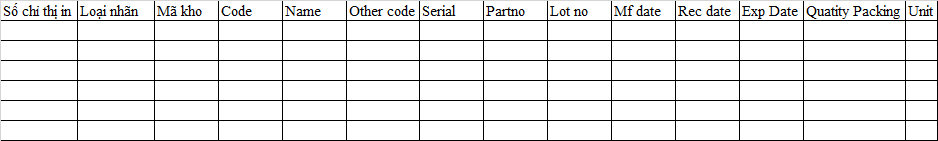 Số chỉ thị in Loại nhãn Mã kho Code Name Other code Serial Partno Lot no Mf date Rec date Exp Date Quatity Packing Unit